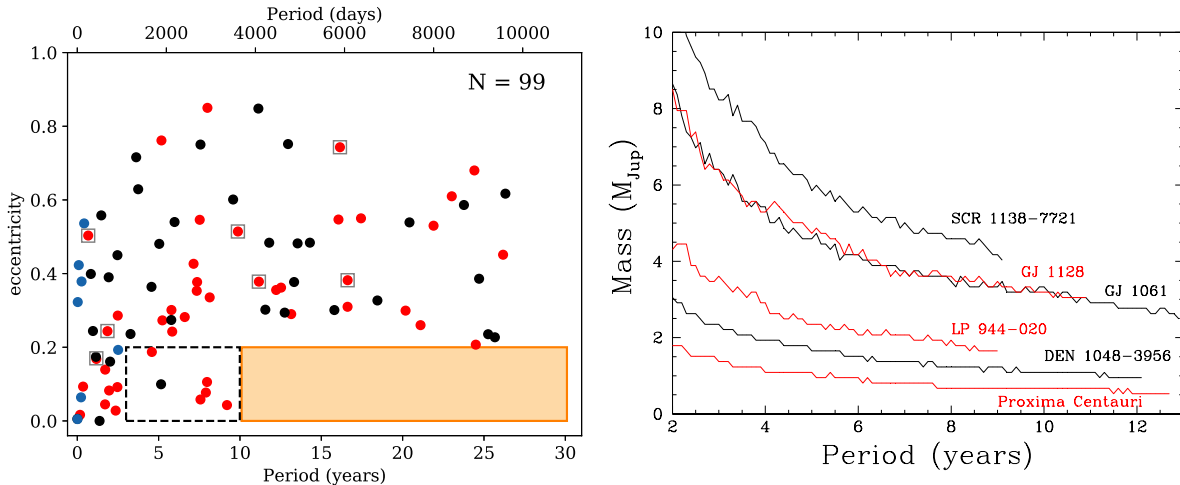 Period (days)
0 2000 4000 6000 8000 10000
1.0
0.8
0.6
0.4
0.2
0.0
eccentricity
N = 99
0 5 10 15 20 25 30
Period (years)
10
8
6
4
2
0
Mass (M_Jup)
SCR 1138−7721
GJ 1128
GJ 1061
LP 944−020
DEN 1048−3956
Proxima Centauri
2 4 6 8 10 12
Period (years)